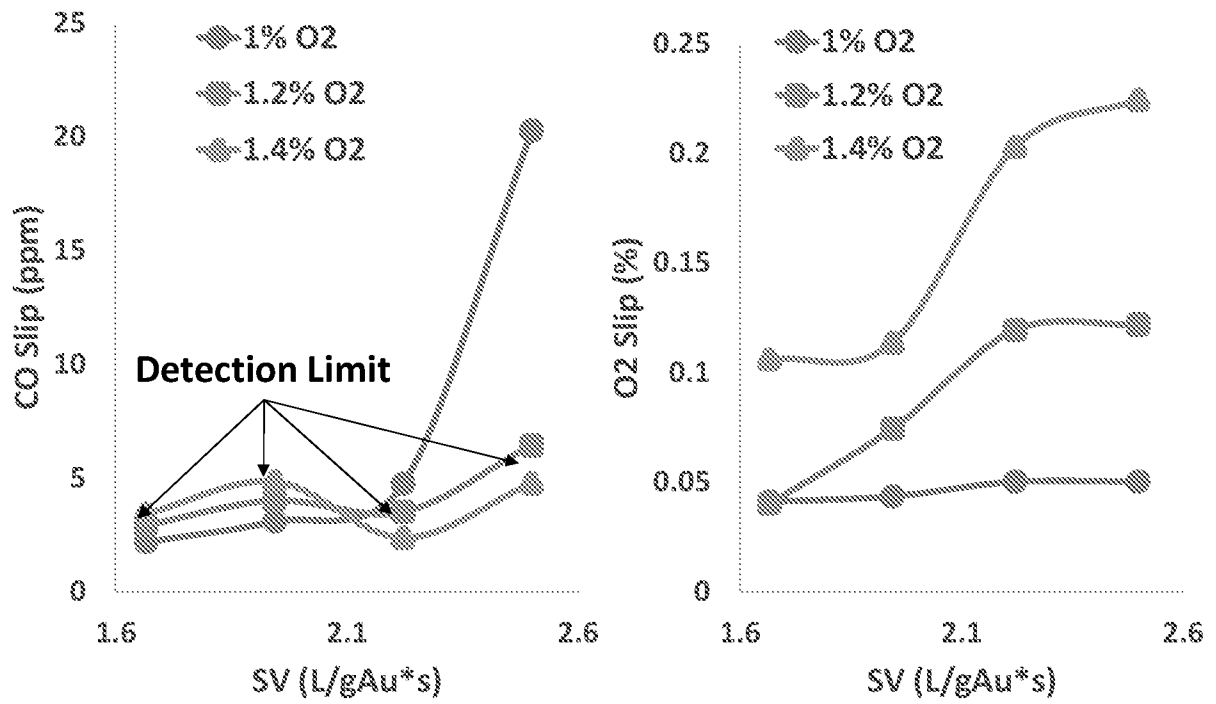 25
20
15
10
5
0
CO Slip (ppm)
1% O2
1.2% O2
1.4% O2
Detection Limit
1.6
2.1
2.6
SV (L/gAu*s)
0.25
0.2
0.15
0.1
0.05
0
O2 Slip (%)
1% O2
1.2% O2
1.4% O2
1.6
2.1
2.6
SV (L/gAu*s)